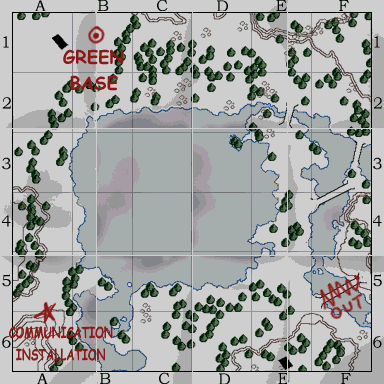 A B C D E F
1 1
GREEN
BASE
2 2
3 3
4 4
5 5
OUT
COMMUNICATION
INSTALLATION
6 6
A B C D E F